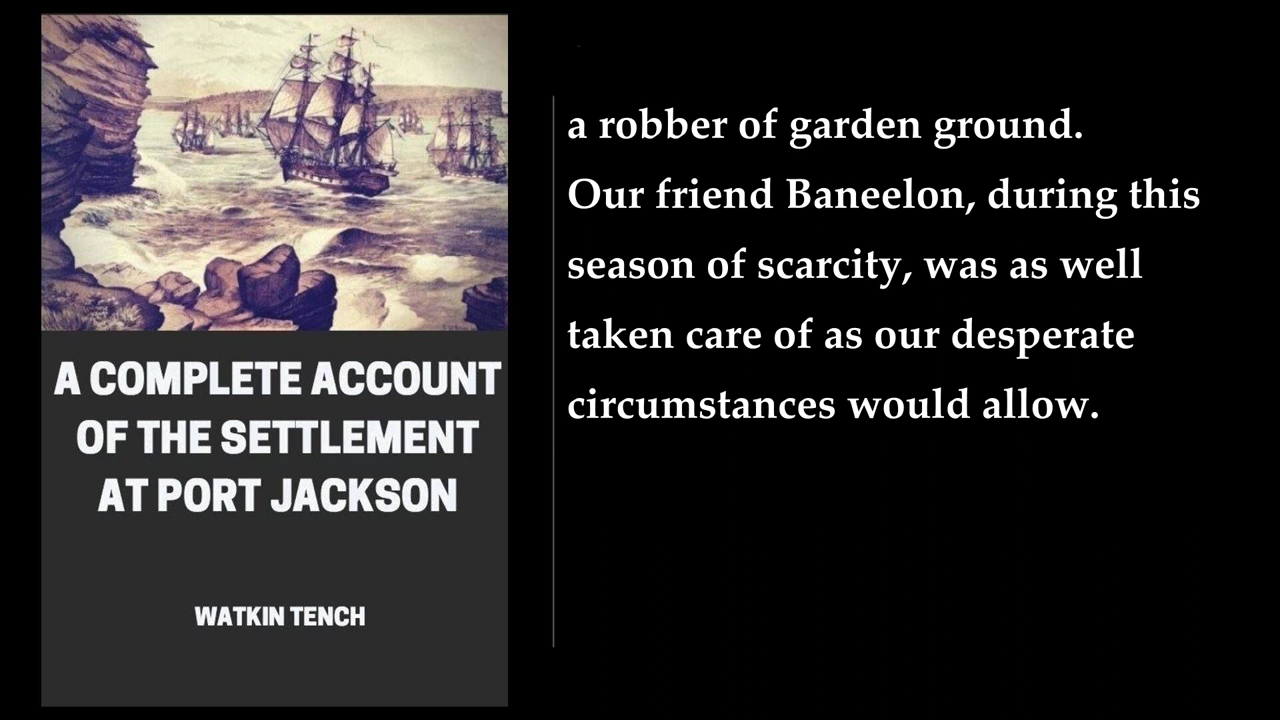 A COMPLETE ACCOUNT
OF THE SETTLEMENT
AT PORT JACKSON
WATKIN TENCH
a robber of garden ground.
Our friend Baneelon, during this
season of scarcity, was as well
taken care of as our desperate
circumstances would allow.